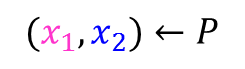 (x₁, x₂) ← P